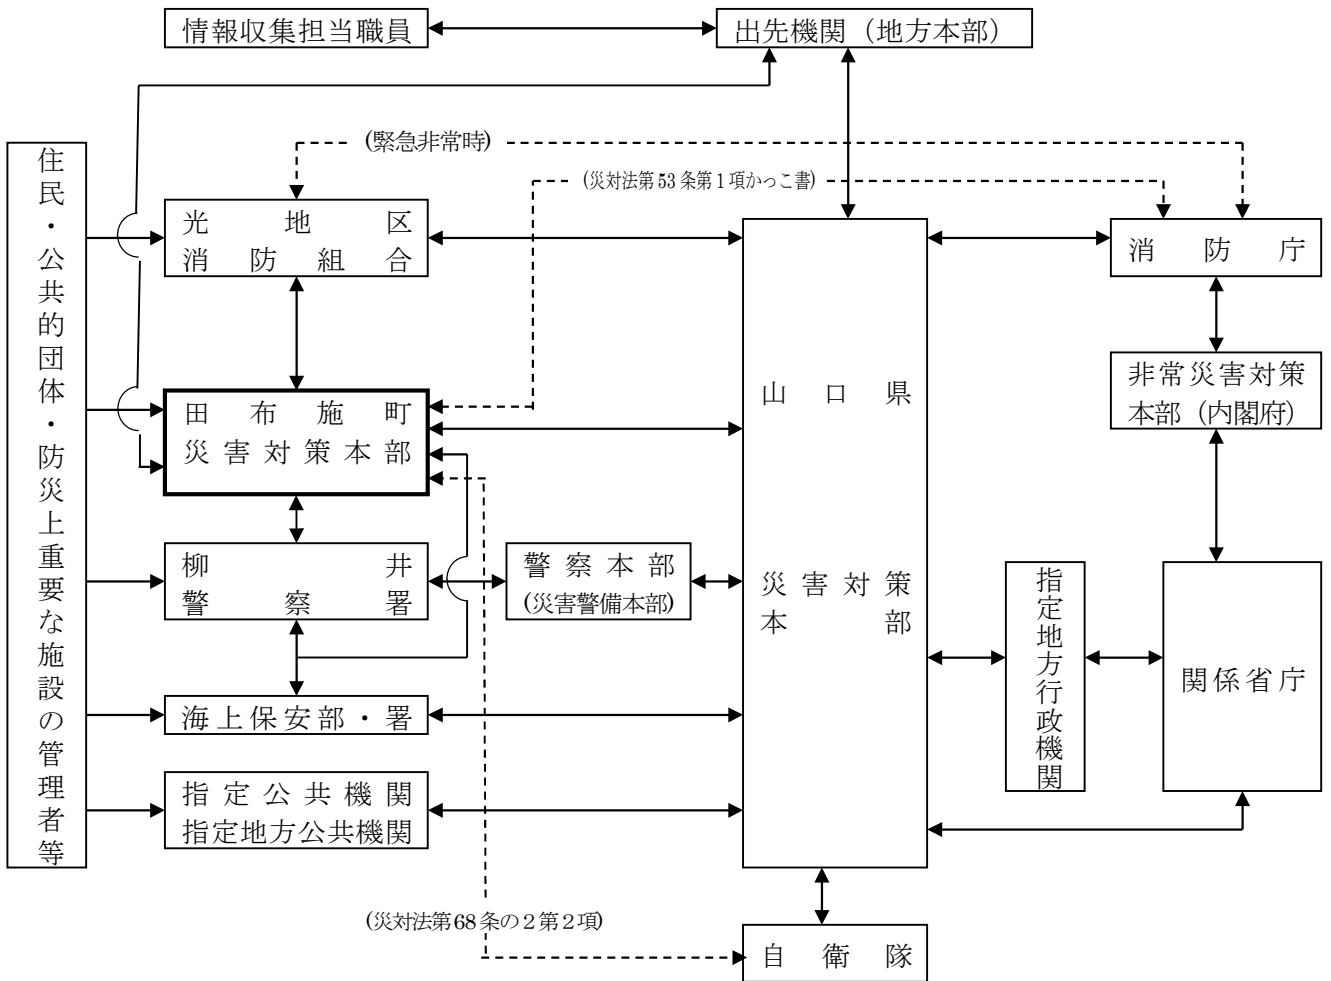 情報収集担当職員
出先機関（地方本部）
(緊急非常時)
(災対法第53条第1項かっこ書)
住民・公共的団体・防災上重要な施設の管理者等
光地区
消防組合
消防庁
田布施町
災害対策本部
山口県
災害対策
本部
非常災害対策
本部（内閣府）
柳井
警察署
警察本部
(災害警備本部)
指定地方行政機関
関係省庁
海上保安部・署
指定公共機関
指定地方公共機関
(災対法第68条の２第２項)
自衛隊